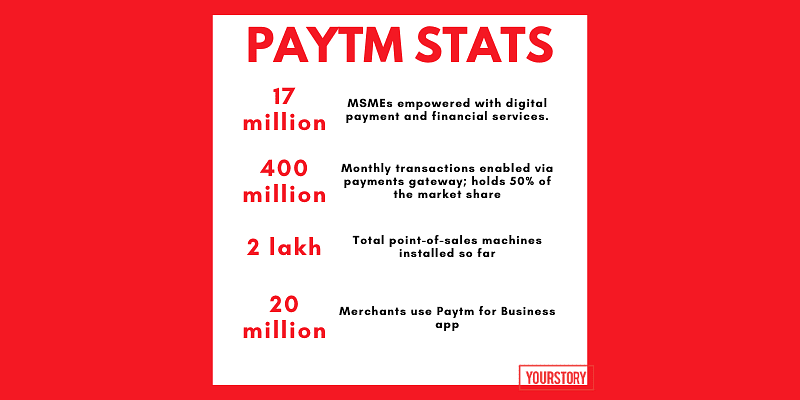 PAYTM STATS
17
million
MSMEs empowered with digital
payment and financial services.
400
million
Monthly transactions enabled via
payments gateway; holds 50% of
the market share
2 lakh
Total point-of-sales machines
installed so far
20
million
Merchants use Paytm for Business
app
YOURSTORY